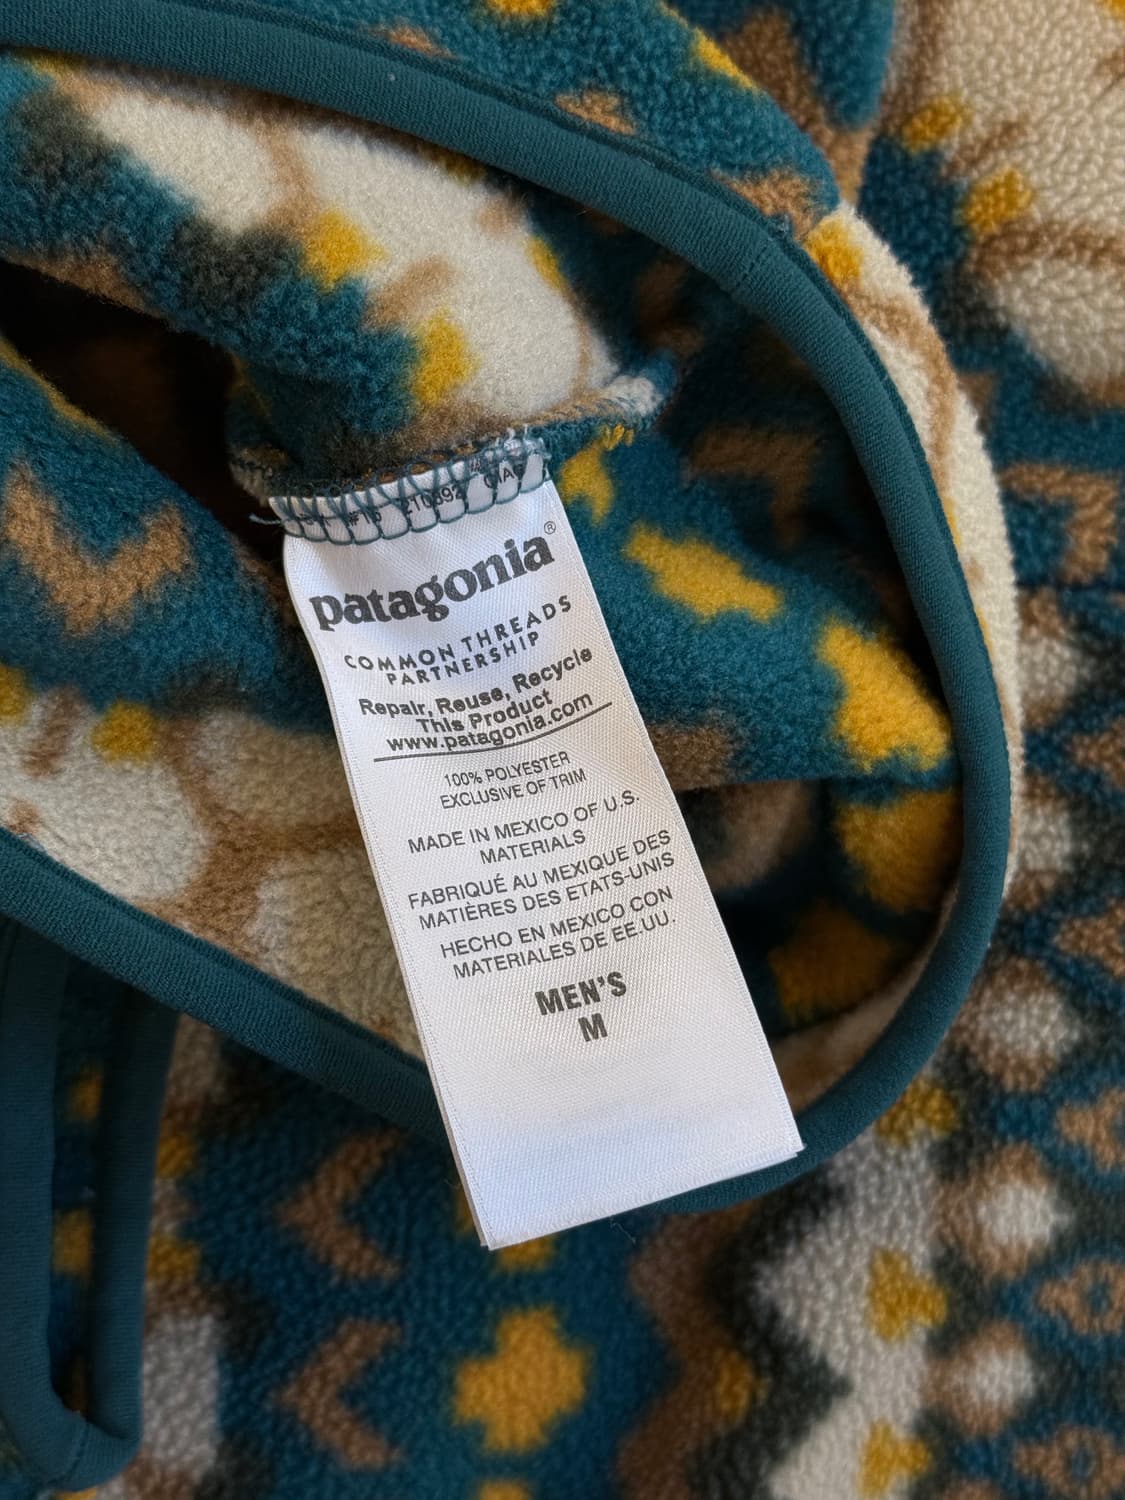 patagonia®
COMMON THREADS
PARTNERSHIP
Repair, Reuse, Recycle
This Product
www.patagonia.com
100% POLYESTER
EXCLUSIVE OF TRIM
MADE IN MEXICO OF U.S.
MATERIALS
FABRIQUÉ AU MEXIQUE DES
MATIÈRES DES ETATS-UNIS
HECHO EN MEXICO CON
MATERIALES DE EE.UU.
MEN'S
M